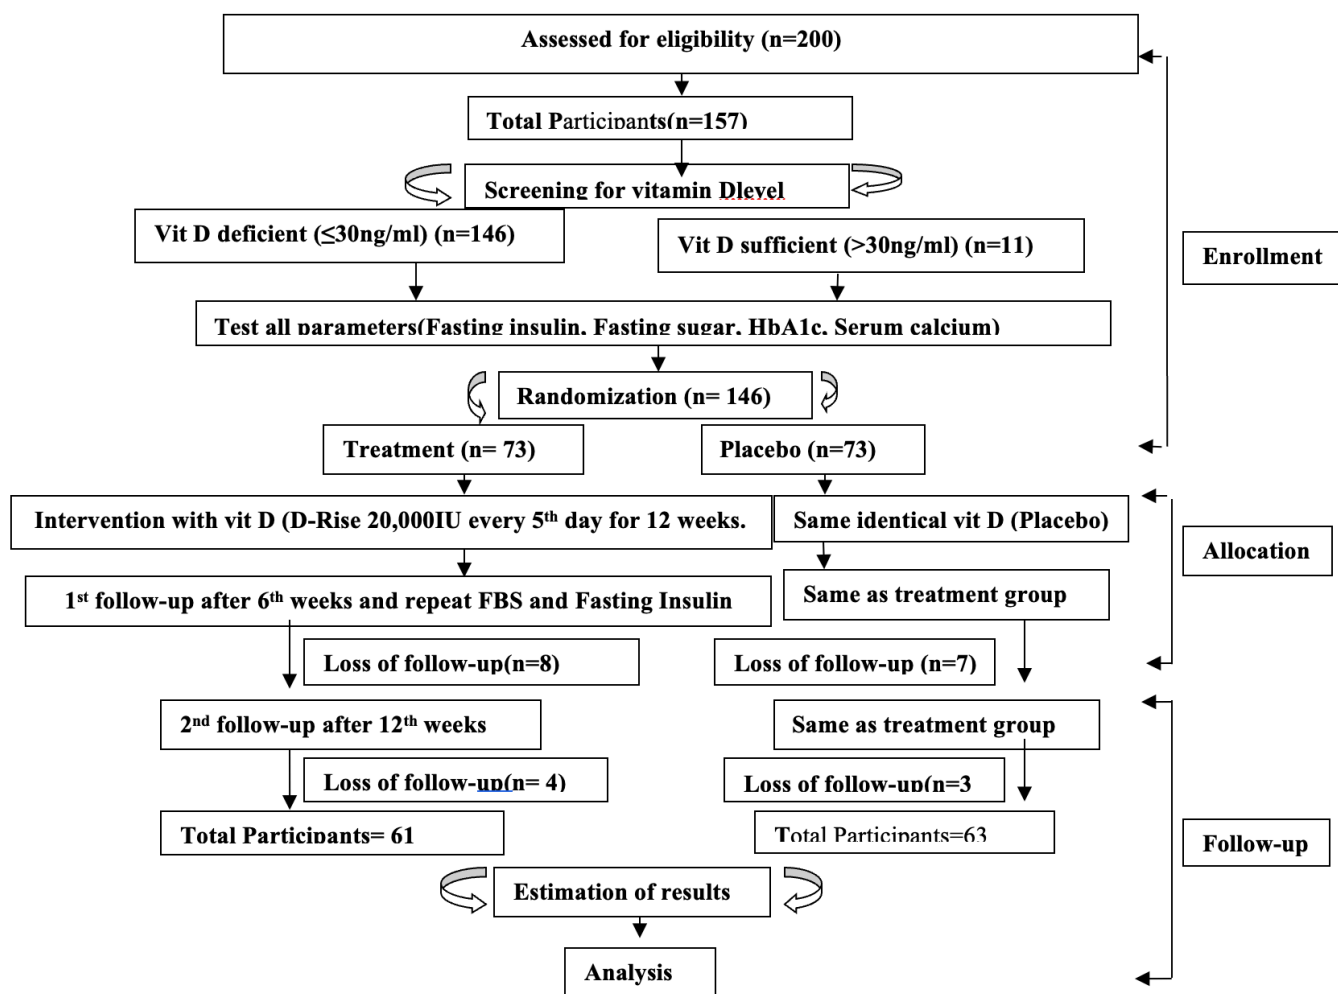 Assessed for eligibility (n=200)
Total Participants(n=157)
Screening for vitamin Dlevel
Vit D deficient (≤30ng/ml) (n=146)
Vit D sufficient (>30ng/ml) (n=11)
Enrollment
Test all parameters(Fasting insulin, Fasting sugar, HbA1c, Serum calcium)
Randomization (n= 146)
Treatment (n= 73)
Placebo (n=73)
Intervention with vit D (D-Rise 20,000IU every 5th day for 12 weeks.
Same identical vit D (Placebo)
Allocation
1st follow-up after 6th weeks and repeat FBS and Fasting Insulin
Same as treatment group
Loss of follow-up(n=8)
Loss of follow-up (n=7)
2nd follow-up after 12th weeks
Same as treatment group
Loss of follow-up(n= 4)
Loss of follow-up(n=3
Total Participants= 61
Total Participants=63
Follow-up
Estimation of results
Analysis